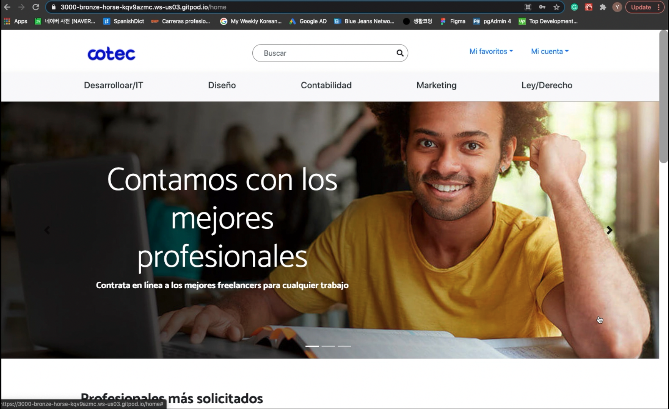 3000-bronze-horse-kqv9azmc.ws-us03.gitpod.io/home
Update
Apps
네이버 사전 (NAVER...
SpanishDict
Carreras profesio...
My Weekly Korean...
Google AD
Blue Jeans Netwo...
생활코딩
Figma
pgAdmin 4
Top Development...
cotec
Buscar
Mi favoritos
Mi cuenta
Desarrolloar/IT
Diseño
Contabilidad
Marketing
Ley/Derecho
Contamos con los
mejores
profesionales
Contrata en línea a los mejores freelancers para cualquier trabajo
Profesionales más solicitados
https://3000-bronze-horse-kqv9azmc.ws-us03.gitpod.io/home#